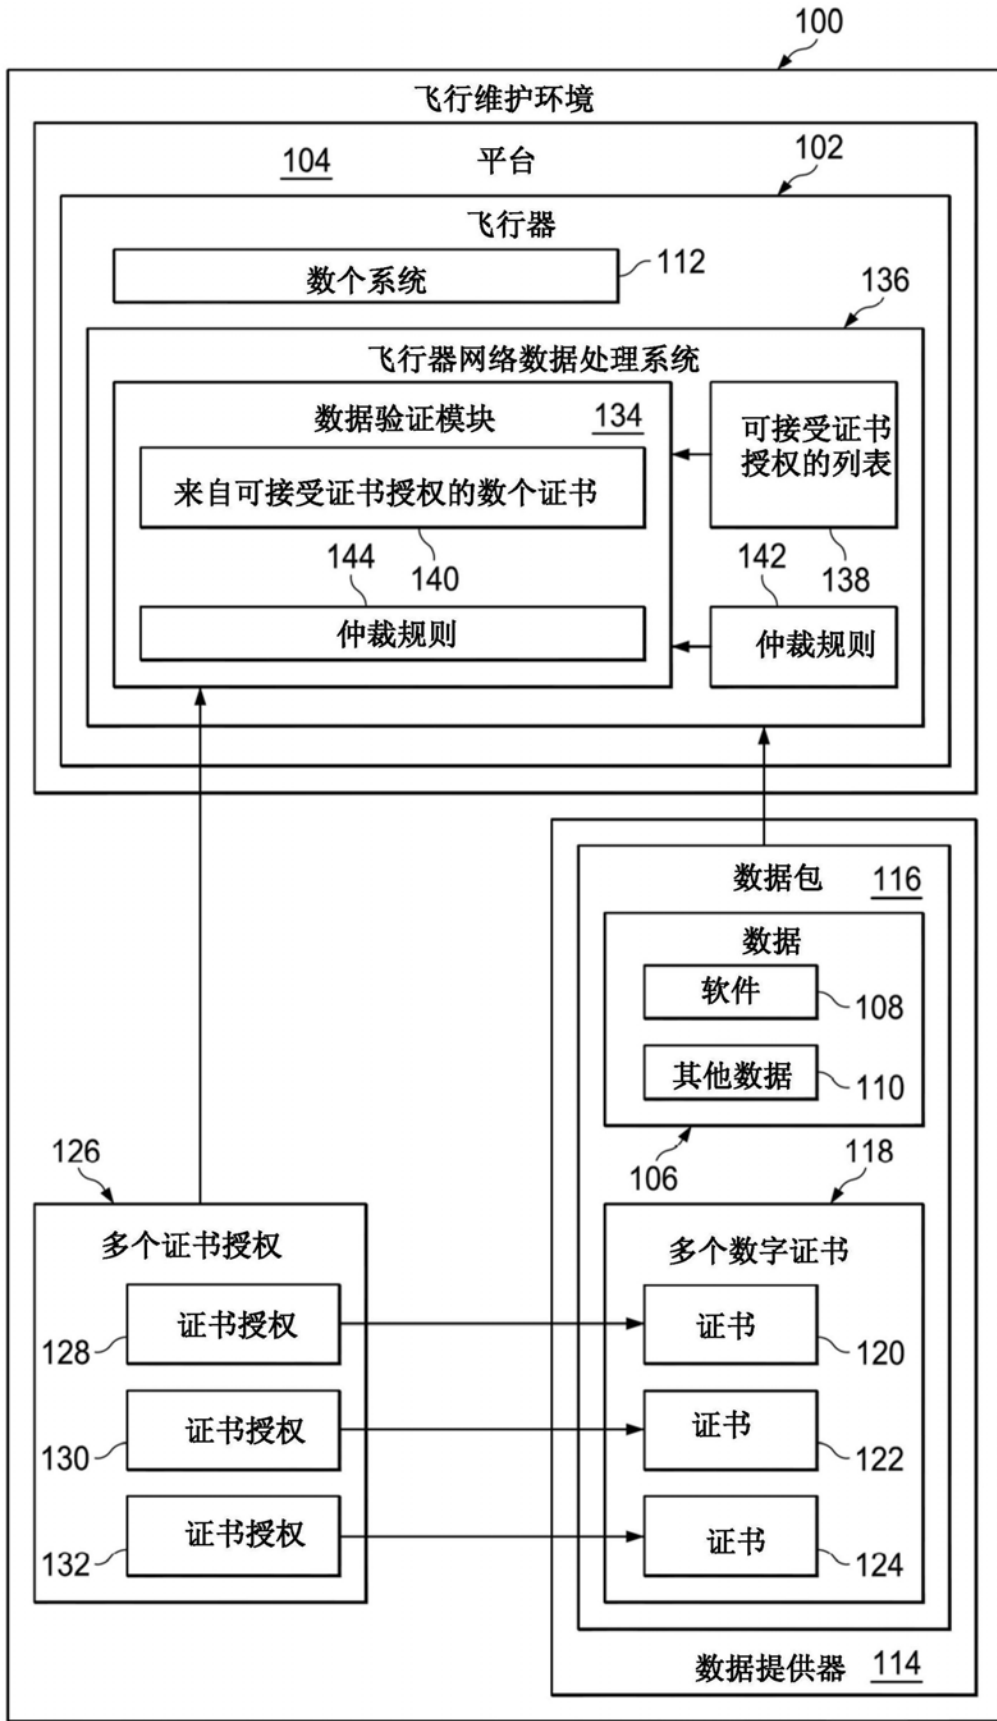 100
飞行维护环境
104
平台
102
飞行器
数个系统
112
136
飞行器网络数据处理系统
数据验证模块
134
可接受证书
授权的列表
来自可接受证书授权的数个证书
144
140
142
138
仲裁规则
仲裁规则
数据包
116
数据
软件
108
其他数据
110
126
106
118
多个证书授权
多个数字证书
证书授权
证书
128
120
证书授权
证书
130
122
证书授权
证书
132
124
数据提供器
114